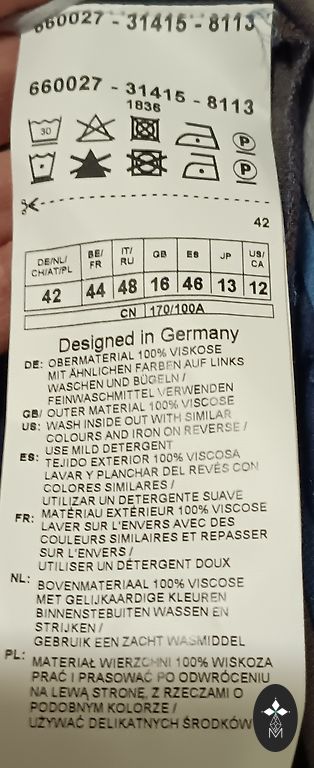 660027 - 31415 - 8113
660027 - 31415 - 8113
1836
30
P
P
42
DE/NL/CH/AT/PL BE/FR IT/RU GB ES JP US/CA
42 44 48 16 46 13 12
CN 170/100A
Designed in Germany
DE: OBERMATERIAL 100% VISKOSE
MIT ÄHNLICHEN FARBEN AUF LINKS
WASCHEN UND BÜGELN /
FEINWASCHMITTEL VERWENDEN
GB/ OUTER MATERIAL 100% VISCOSE
US: WASH INSIDE OUT WITH SIMILAR
COLOURS AND IRON ON REVERSE /
USE MILD DETERGENT
ES: TEJIDO EXTERIOR 100% VISCOSA
LAVAR Y PLANCHAR DEL REVÉS CON
COLORES SIMILARES /
UTILIZAR UN DETERGENTE SUAVE
FR: MATÉRIAU EXTÉRIEUR 100% VISCOSE
LAVER SUR L'ENVERS AVEC DES
COULEURS SIMILAIRES ET REPASSER
SUR L'ENVERS /
UTILISER UN DÉTERGENT DOUX
NL: BOVENMATERIAAL 100% VISCOSE
MET GELIJKAARDIGE KLEUREN
BINNENSTEBUITEN WASSEN EN
STRIJKEN /
GEBRUIK EEN ZACHT WASMIDDEL
PL: MATERIAŁ WIERZCHNI 100% WISKOZA
PRAĆ I PRASOWAĆ PO ODWRÓCENIU
NA LEWĄ STRONĘ, Z RZECZAMI O
PODOBNYM KOLORZE /
UŻYWAĆ DELIKATNYCH ŚRODKÓW